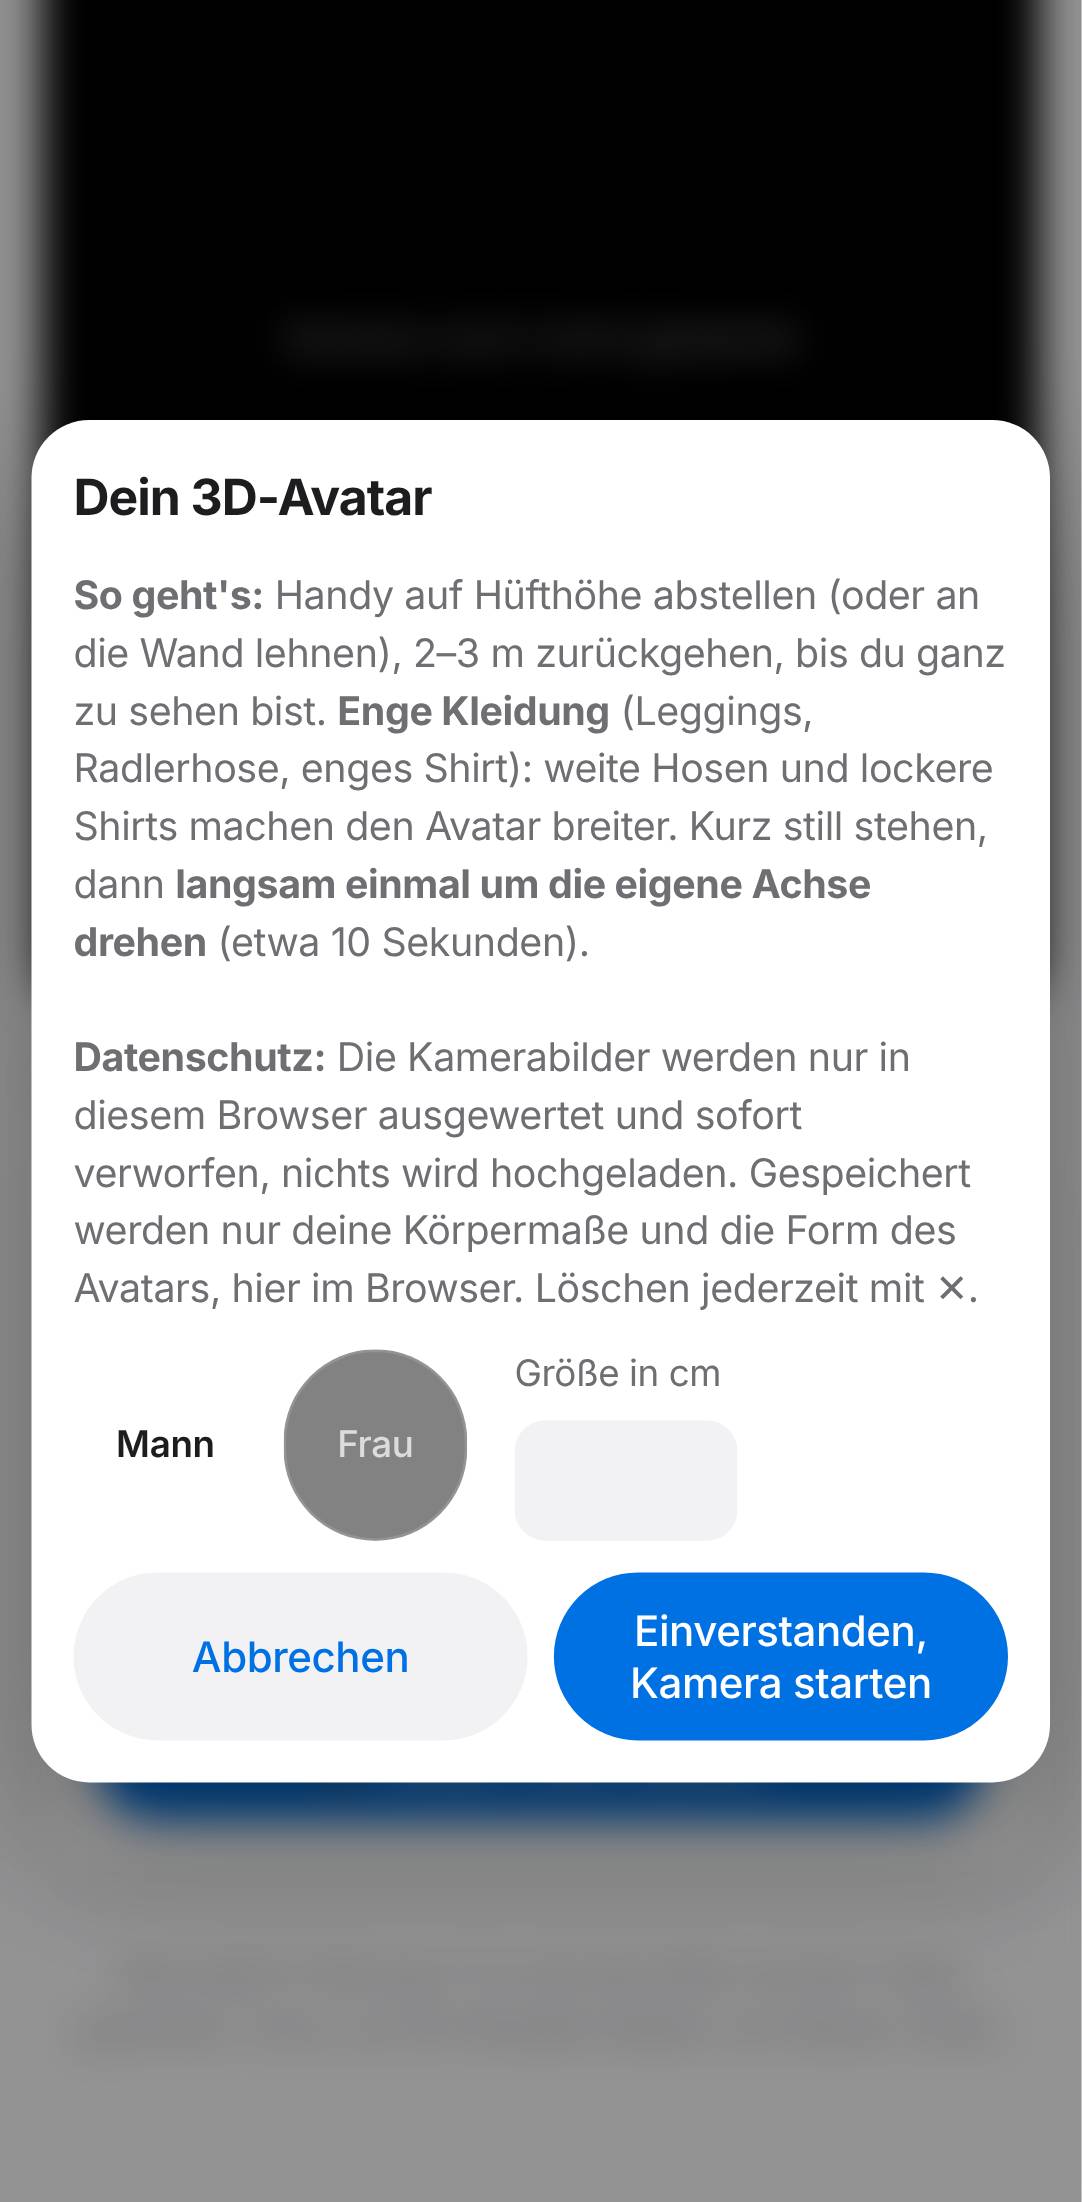 Dein 3D-Avatar
So geht's: Handy auf Hüfthöhe abstellen (oder an
die Wand lehnen), 2–3 m zurückgehen, bis du ganz
zu sehen bist. Enge Kleidung (Leggings,
Radlerhose, enges Shirt): weite Hosen und lockere
Shirts machen den Avatar breiter. Kurz still stehen,
dann langsam einmal um die eigene Achse
drehen (etwa 10 Sekunden).
Datenschutz: Die Kamerabilder werden nur in
diesem Browser ausgewertet und sofort
verworfen, nichts wird hochgeladen. Gespeichert
werden nur deine Körpermaße und die Form des
Avatars, hier im Browser. Löschen jederzeit mit ✕.
Größe in cm
Mann
Frau
Abbrechen
Einverstanden,
Kamera starten